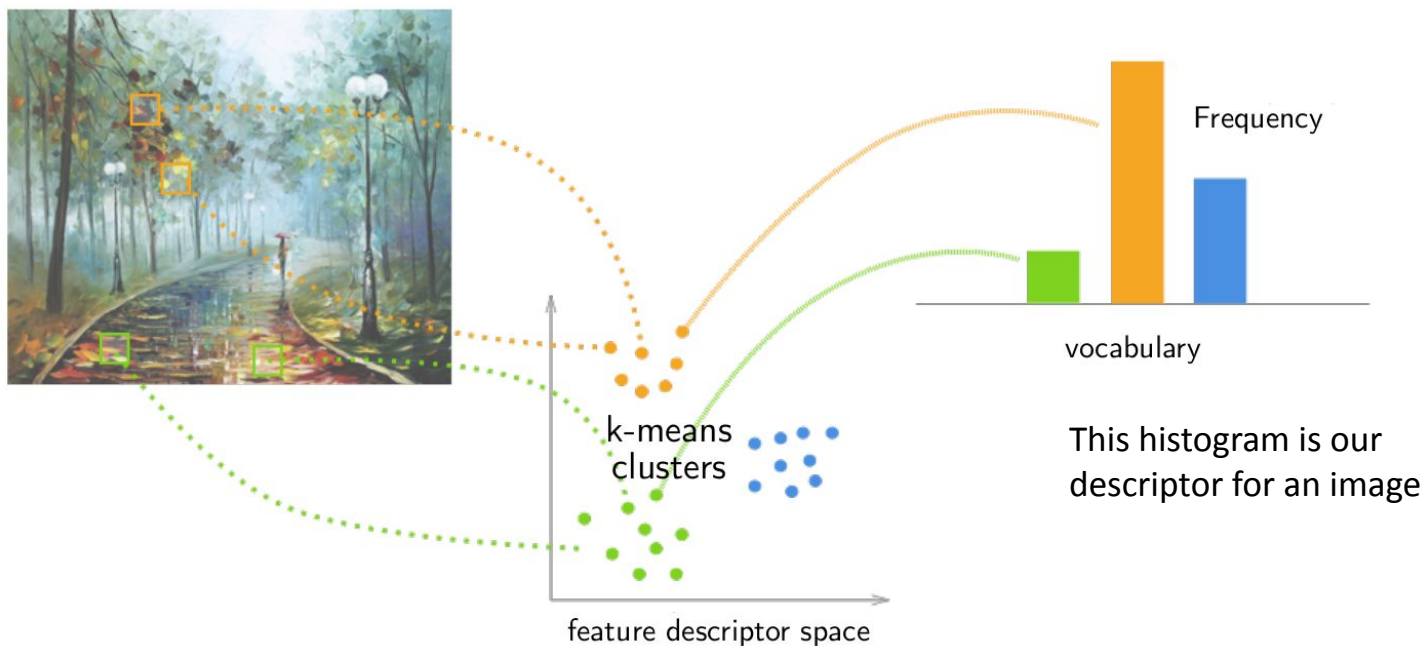 Frequency
vocabulary
k-means
clusters
This histogram is our
descriptor for an image
feature descriptor space